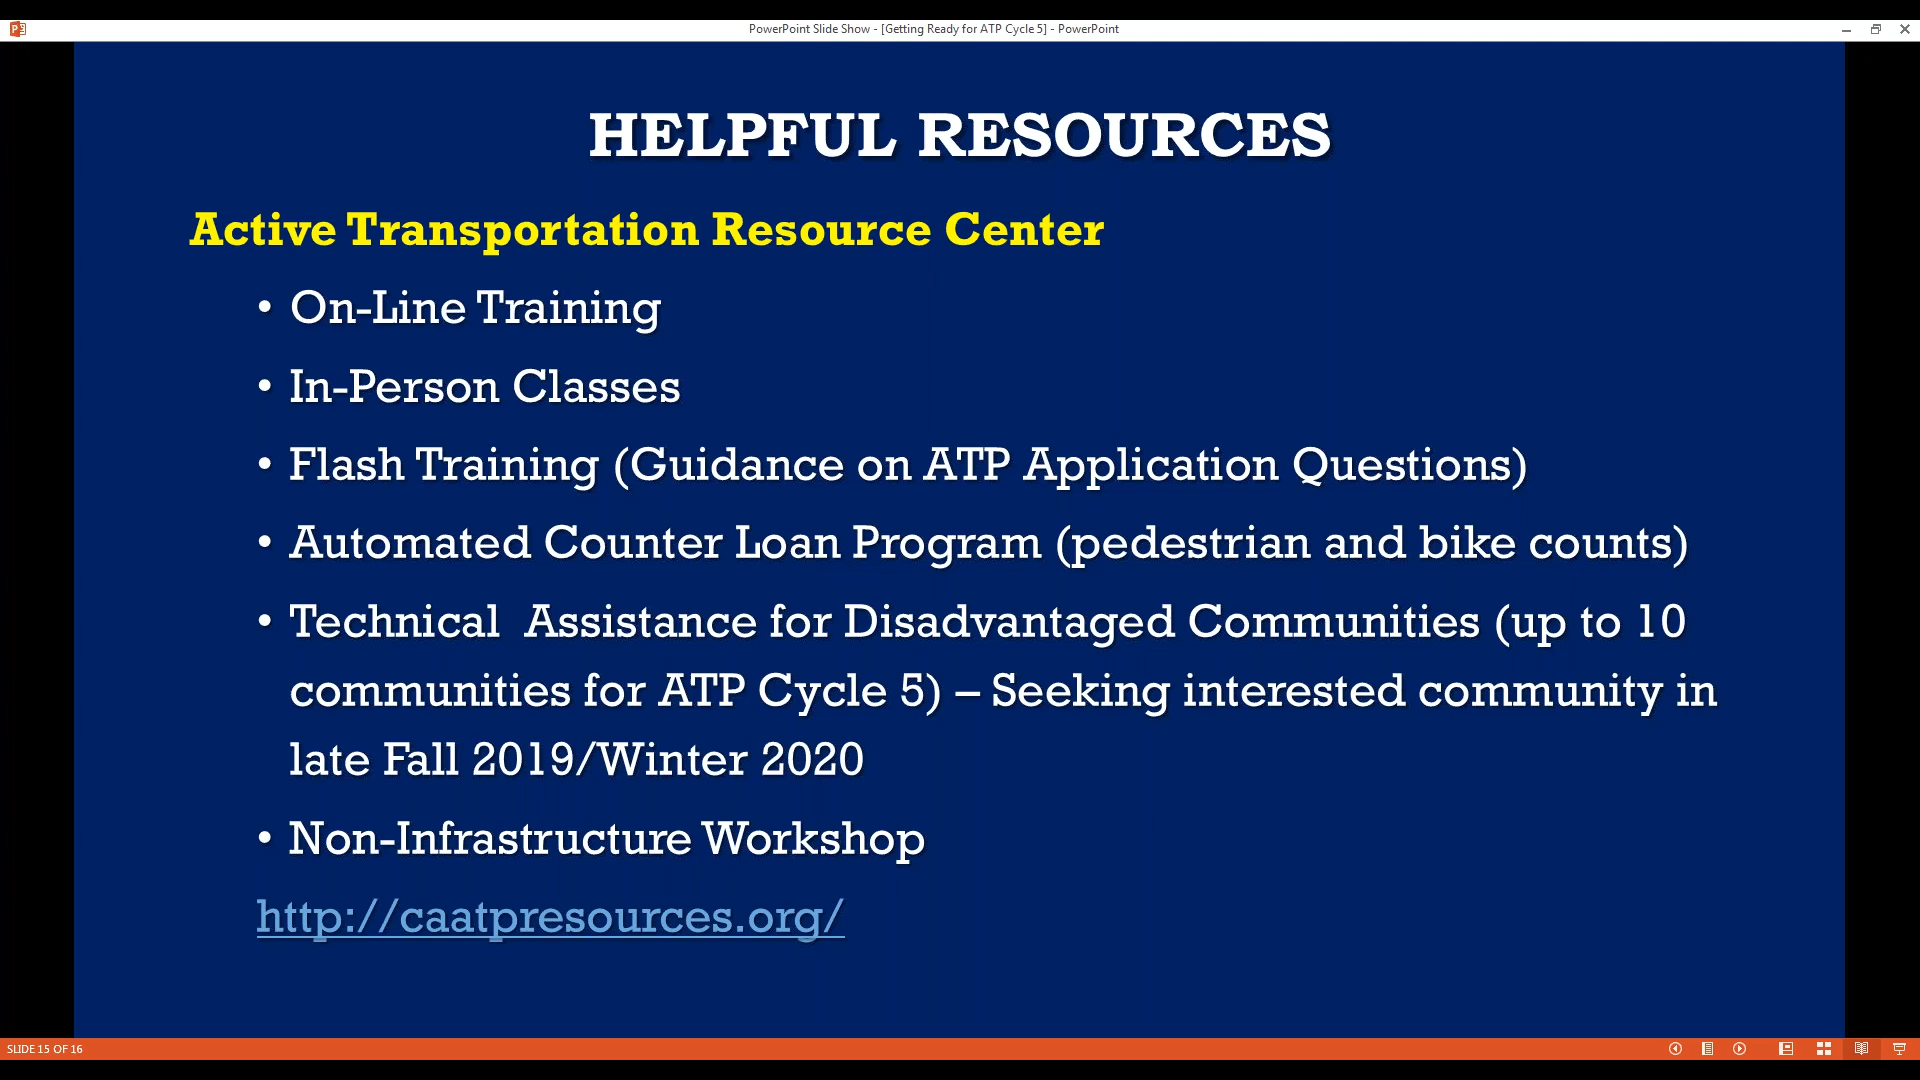 PowerPoint Slide Show - [Getting Ready for ATP Cycle 5] - PowerPoint
HELPFUL RESOURCES
Active Transportation Resource Center
• On-Line Training
• In-Person Classes
• Flash Training (Guidance on ATP Application Questions)
• Automated Counter Loan Program (pedestrian and bike counts)
• Technical  Assistance for Disadvantaged Communities (up to 10
communities for ATP Cycle 5) – Seeking interested community in
late Fall 2019/Winter 2020
• Non-Infrastructure Workshop
http://caatpresources.org/
SLIDE 15 OF 16